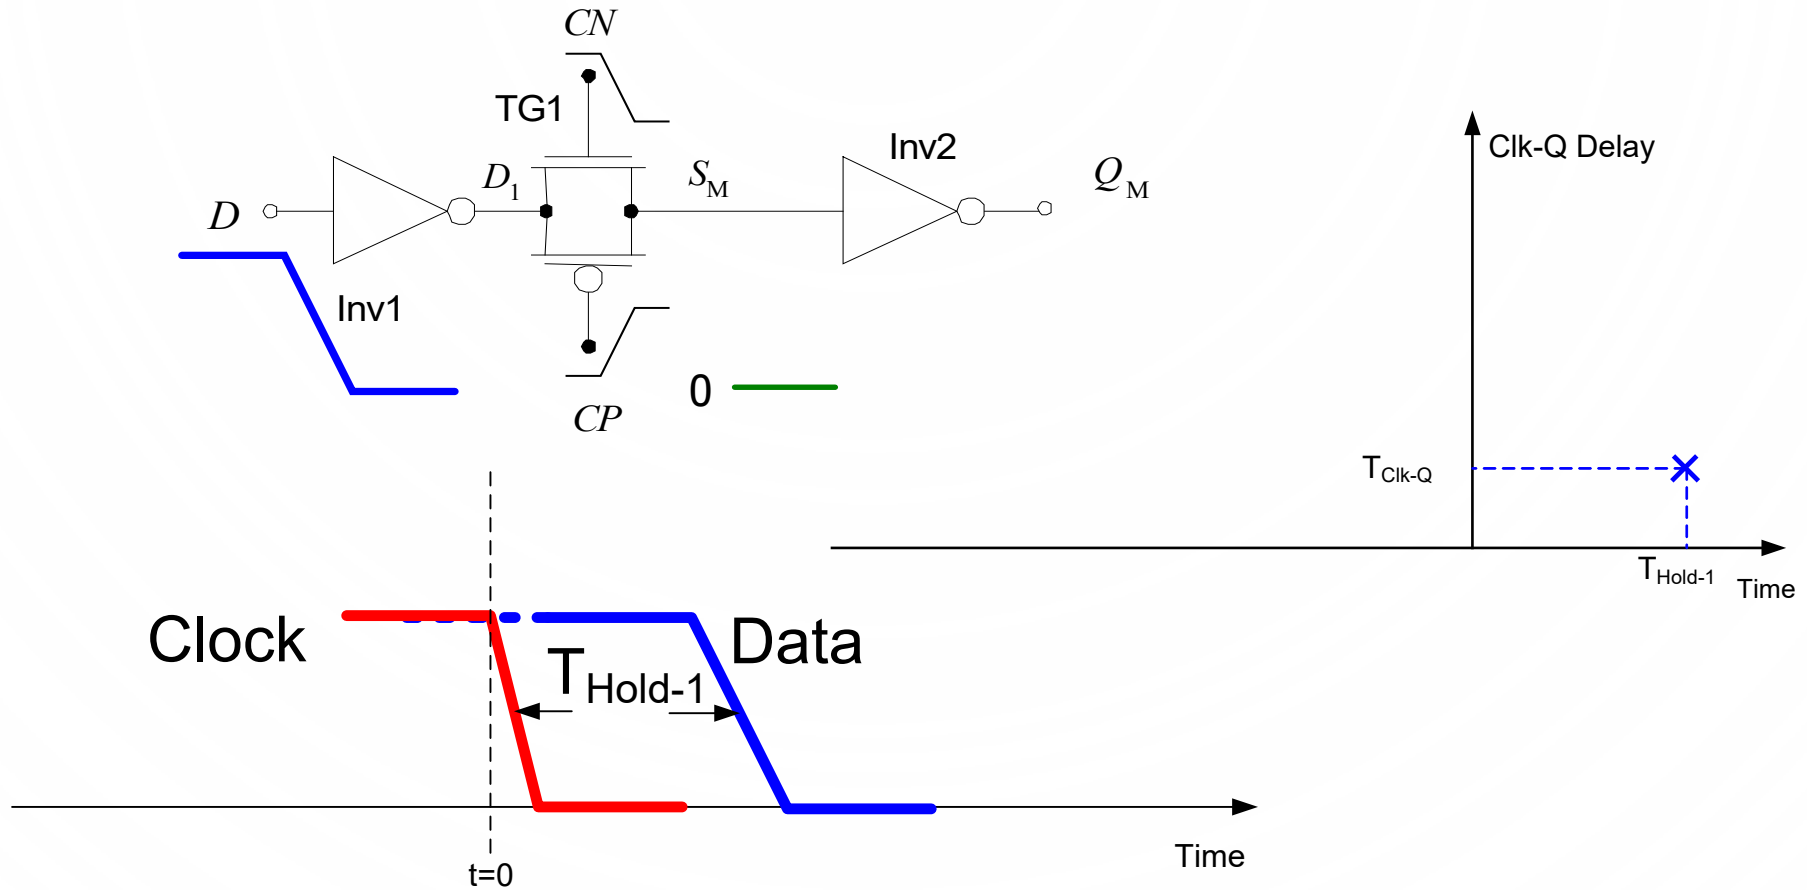 CN
TG1
Inv2
Clk-Q Delay
D
D1
SM
QM
Inv1
0
CP
TClk-Q
THold-1
Time
Clock
THold-1
Data
Time
t=0